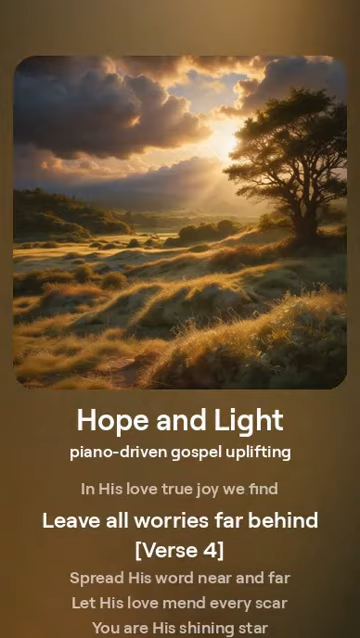 Hope and Light
piano-driven gospel uplifting
In His love true joy we find
Leave all worries far behind
[Verse 4]
Spread His word near and far
Let His love mend every scar
You are His shining star